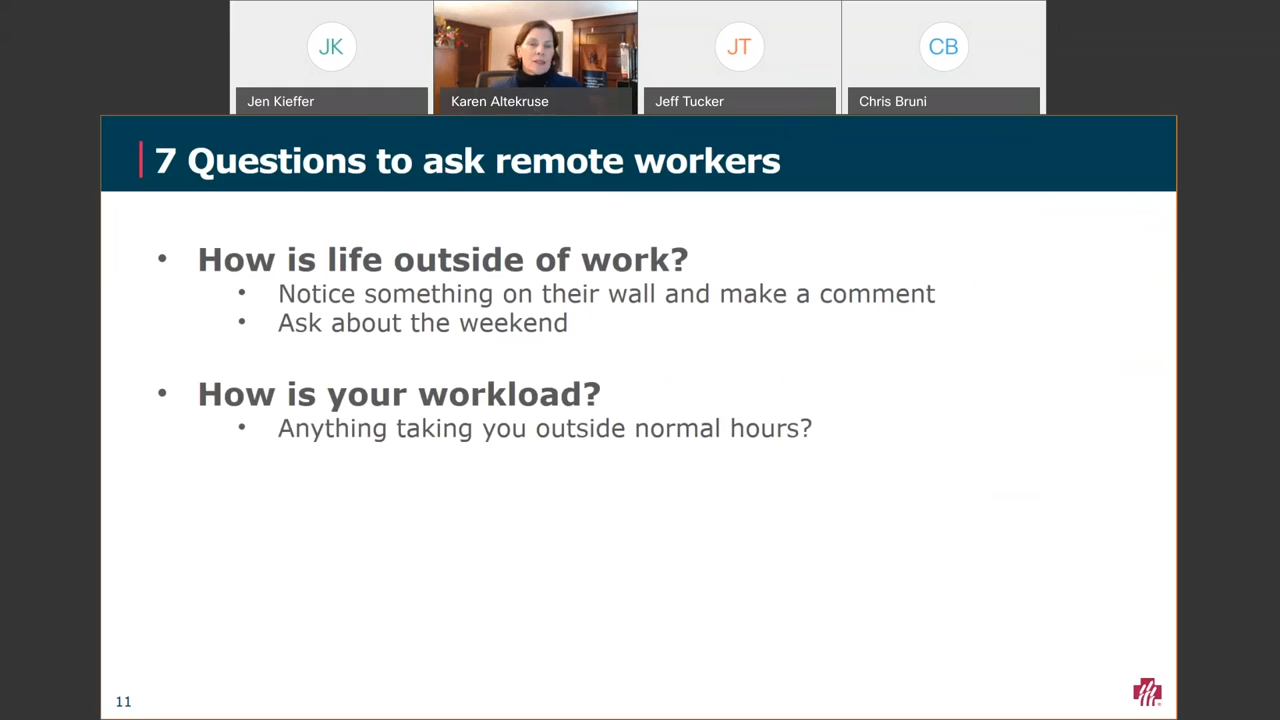 JK
JT
CB
Jen Kieffer
Karen Altekruse
Jeff Tucker
Chris Bruni
7 Questions to ask remote workers
• How is life outside of work?
• Notice something on their wall and make a comment
• Ask about the weekend
• How is your workload?
• Anything taking you outside normal hours?
11